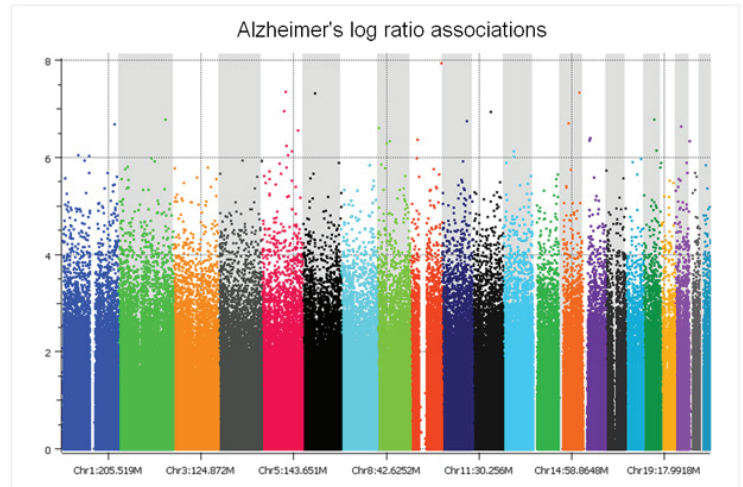 Alzheimer's log ratio associations
8
6
4
2
0
Chr1:205.519M Chr3:124.872M Chr5:143.651M Chr8:42.6252M Chr11:30.256M Chr14:58.8648M Chr19:17.9918M